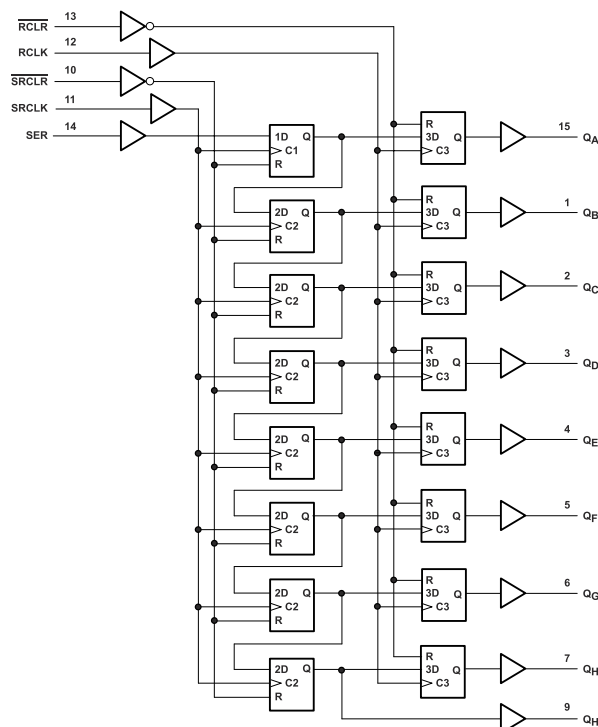 RCLR 13
RCLK 12
SRCLR 10
SRCLK 11
SER 14
1D Q
C1
R
R
3D Q
C3
15 QA
2D Q
C2
R
R
3D Q
C3
1 QB
2D Q
C2
R
R
3D Q
C3
2 QC
2D Q
C2
R
R
3D Q
C3
3 QD
2D Q
C2
R
R
3D Q
C3
4 QE
2D Q
C2
R
R
3D Q
C3
5 QF
2D Q
C2
R
R
3D Q
C3
6 QG
2D Q
C2
R
R
3D Q
C3
7 QH
9 QH